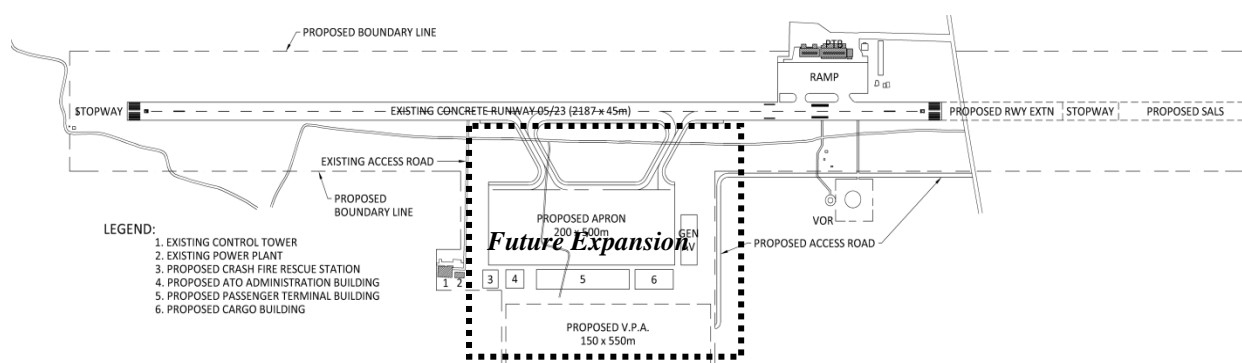 PROPOSED BOUNDARY LINE
PTB
RAMP
STOPWAY
EXISTING CONCRETE RUNWAY 05/23 (2187 x 45m)
PROPOSED RWY EXTN
STOPWAY
PROPOSED SALS
EXISTING ACCESS ROAD
PROPOSED
BOUNDARY LINE
PROPOSED APRON
200 x 500m
Future Expansion
GEN
AV
VOR
PROPOSED ACCESS ROAD
LEGEND:
1. EXISTING CONTROL TOWER
2. EXISTING POWER PLANT
3. PROPOSED CRASH FIRE RESCUE STATION
4. PROPOSED ATO ADMINISTRATION BUILDING
5. PROPOSED PASSENGER TERMINAL BUILDING
6. PROPOSED CARGO BUILDING
1 2 3 4 5 6
PROPOSED V.P.A.
150 x 550m